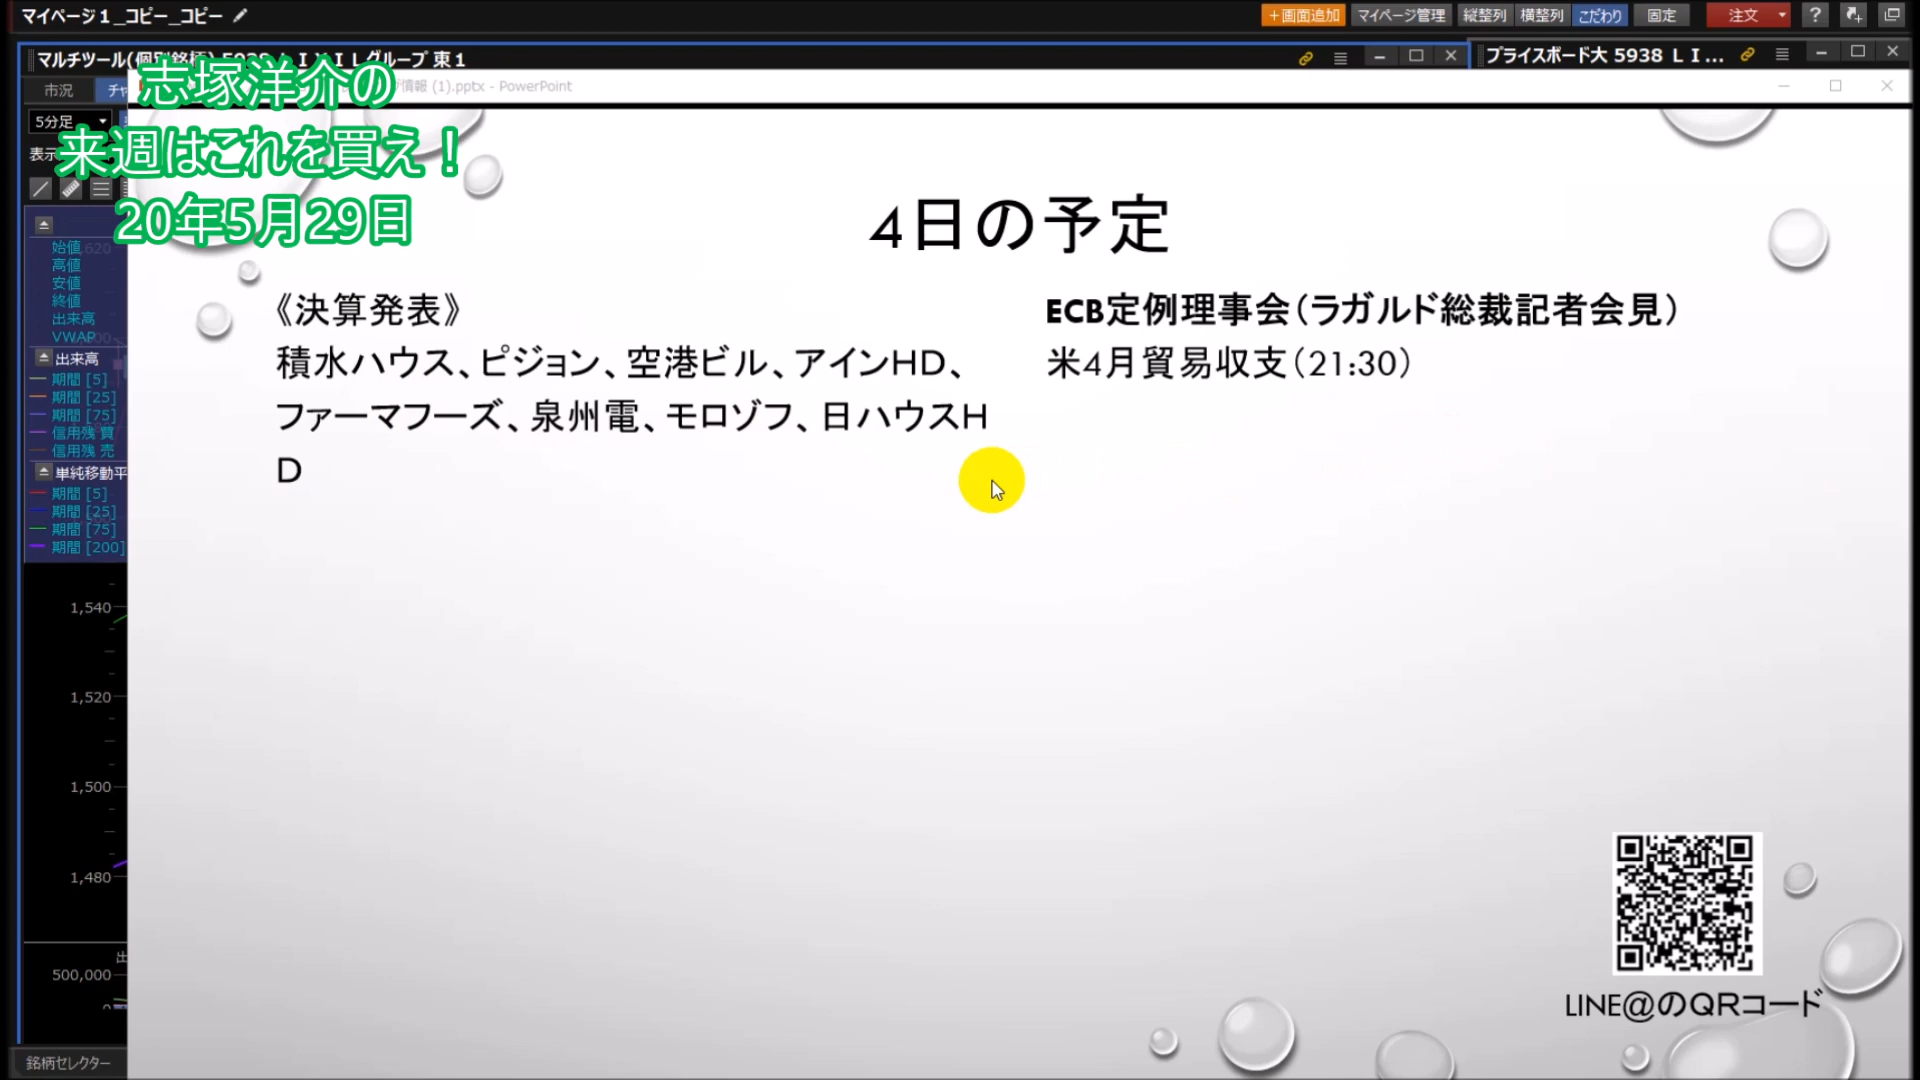 マイページ１_コピー_コピー
＋画面追加
マイページ管理
縦整列
横整列
こだわり
固定
注文
?
グループ 東１
プライスボード大 5938 ＬＩ...
情報 (1).pptx - PowerPoint
市況
5分足
志塚洋介の
来週はこれを買え！
20年5月29日
始値
高値
安値
終値
出来高
VWAP
出来高
期間 [5]
期間 [25]
期間 [75]
信用残 買
信用残 売
単純移動平
期間 [5]
期間 [25]
期間 [75]
期間 [200]
1,540
1,520
1,500
1,480
500,000
銘柄セレクター
4日の予定
《決算発表》
積水ハウス、ピジョン、空港ビル、アインHD、
ファーマフーズ、泉州電、モロゾフ、日ハウスH
D
ECB定例理事会（ラガルド総裁記者会見）
米4月貿易収支（21:30）
LINE@のQRコード